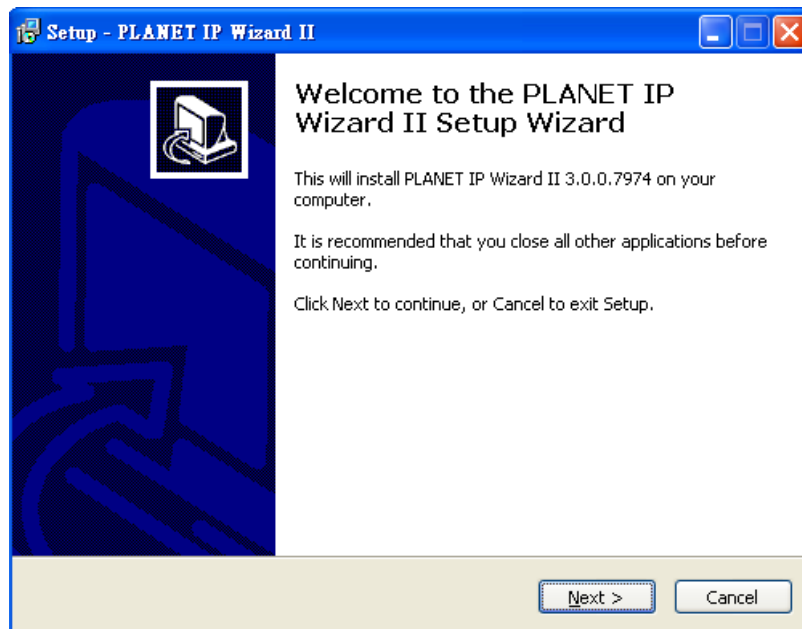 Setup - PLANET IP Wizard II
Welcome to the PLANET IP
Wizard II Setup Wizard
This will install PLANET IP Wizard II 3.0.0.7974 on your
computer.
It is recommended that you close all other applications before
continuing.
Click Next to continue, or Cancel to exit Setup.
Next >
Cancel